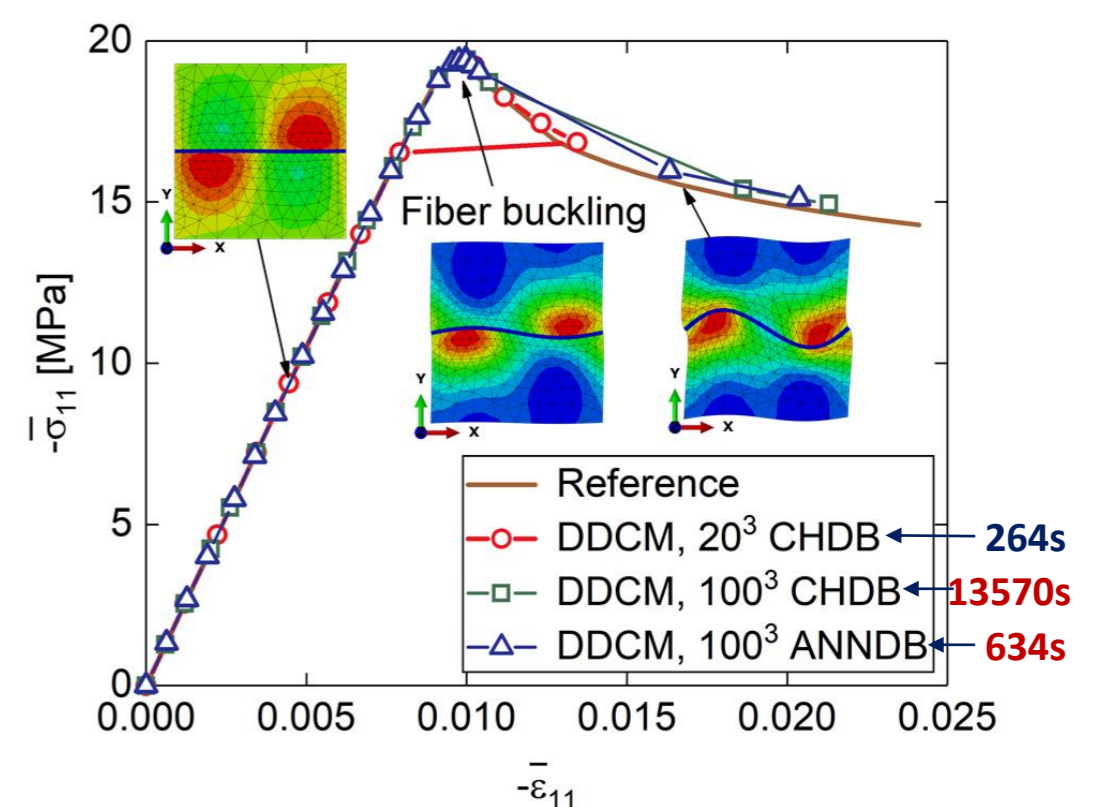 20
15
10
5
0
-σ̄₁₁ [MPa]
Y
X
Fiber buckling
Y
X
Y
X
Reference
DDCM, 20³ CHDB 264s
DDCM, 100³ CHDB 13570s
DDCM, 100³ ANNDB 634s
0.000 0.005 0.010 0.015 0.020 0.025
-ε̄₁₁